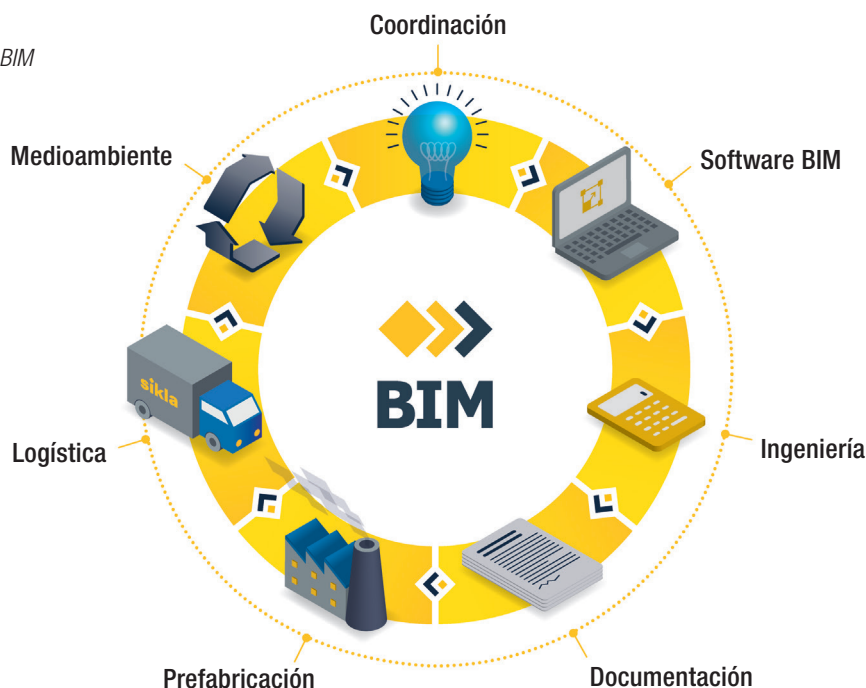 Coordinación
BIM
Medioambiente
Software BIM
sikla
BIM
Logística
Ingeniería
Prefabricación
Documentación